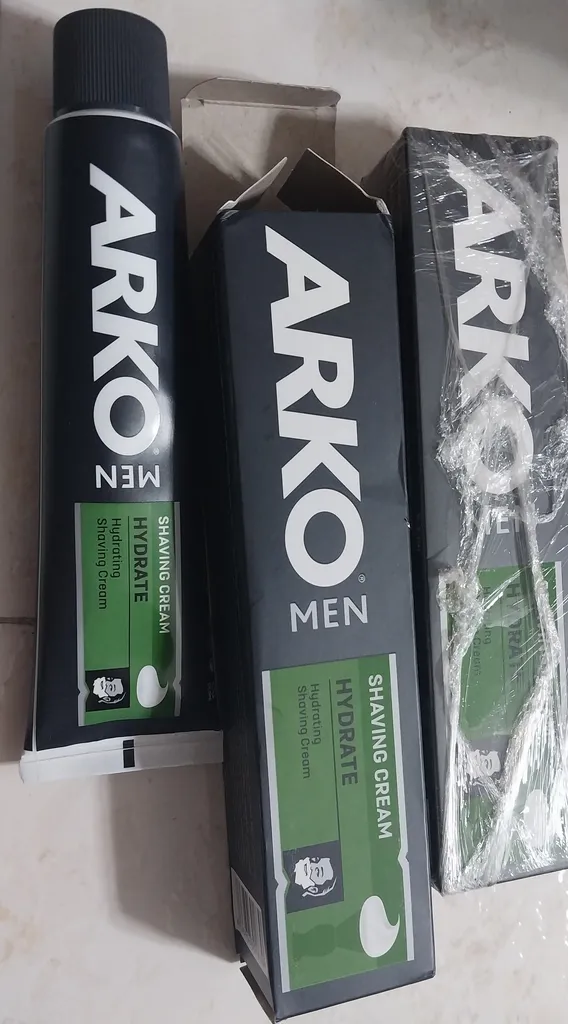 ARKO
MEN
SHAVING CREAM
HYDRATE
Hydrating
Shaving Cream
ARKO®
MEN
SHAVING CREAM
HYDRATE
Hydrating
Shaving Cream
ARKO